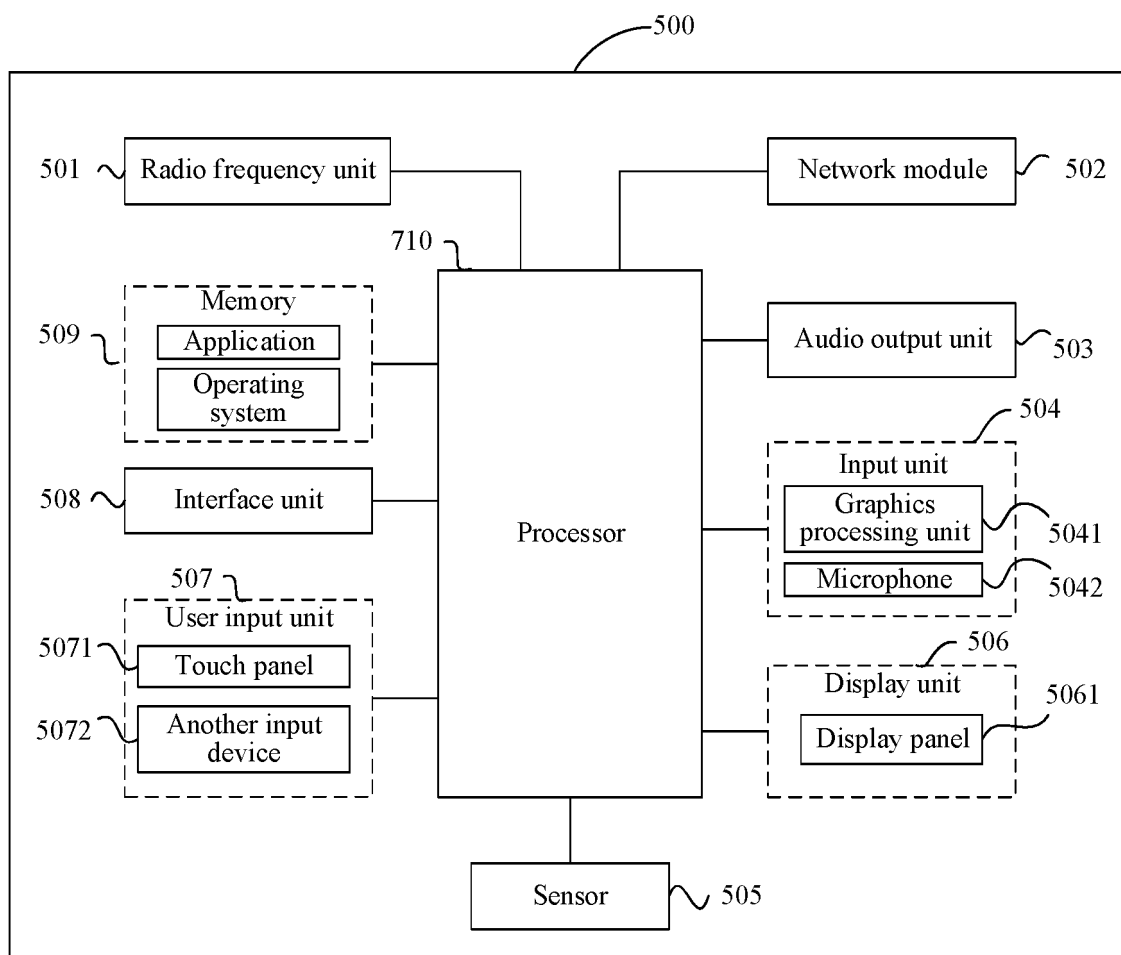 500
501
Radio frequency unit
Network module
502
710
Memory
509
Application
Operating
system
Audio output unit
503
504
Input unit
Graphics
processing unit
5041
Microphone
5042
508
Interface unit
Processor
507
User input unit
5071
Touch panel
5072
Another input
device
506
Display unit
5061
Display panel
Sensor
505